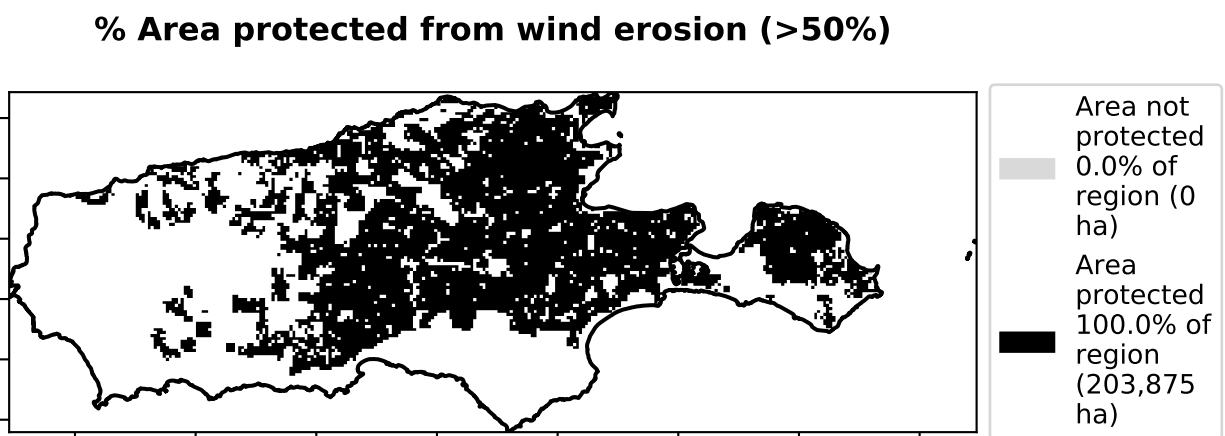 % Area protected from wind erosion (>50%)
Area not
protected
0.0% of
region (0
ha)
Area
protected
100.0% of
region
(203,875
ha)